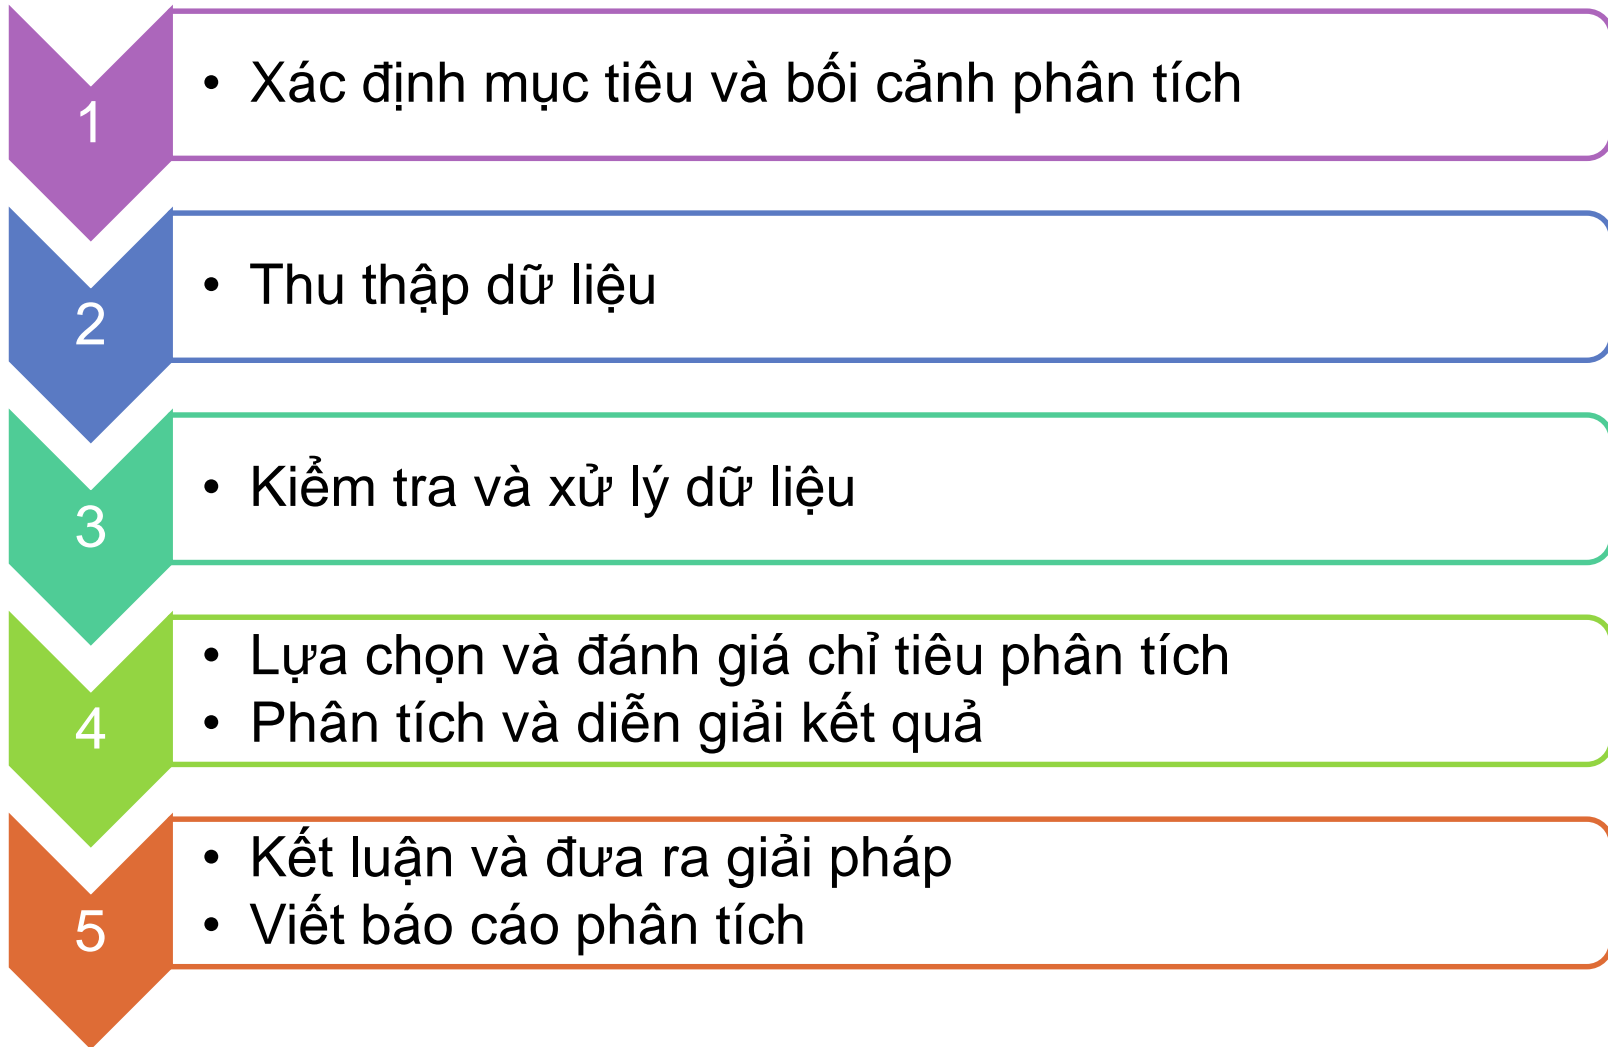 1
• Xác định mục tiêu và bối cảnh phân tích
2
• Thu thập dữ liệu
3
• Kiểm tra và xử lý dữ liệu
4
• Lựa chọn và đánh giá chỉ tiêu phân tích
• Phân tích và diễn giải kết quả
5
• Kết luận và đưa ra giải pháp
• Viết báo cáo phân tích